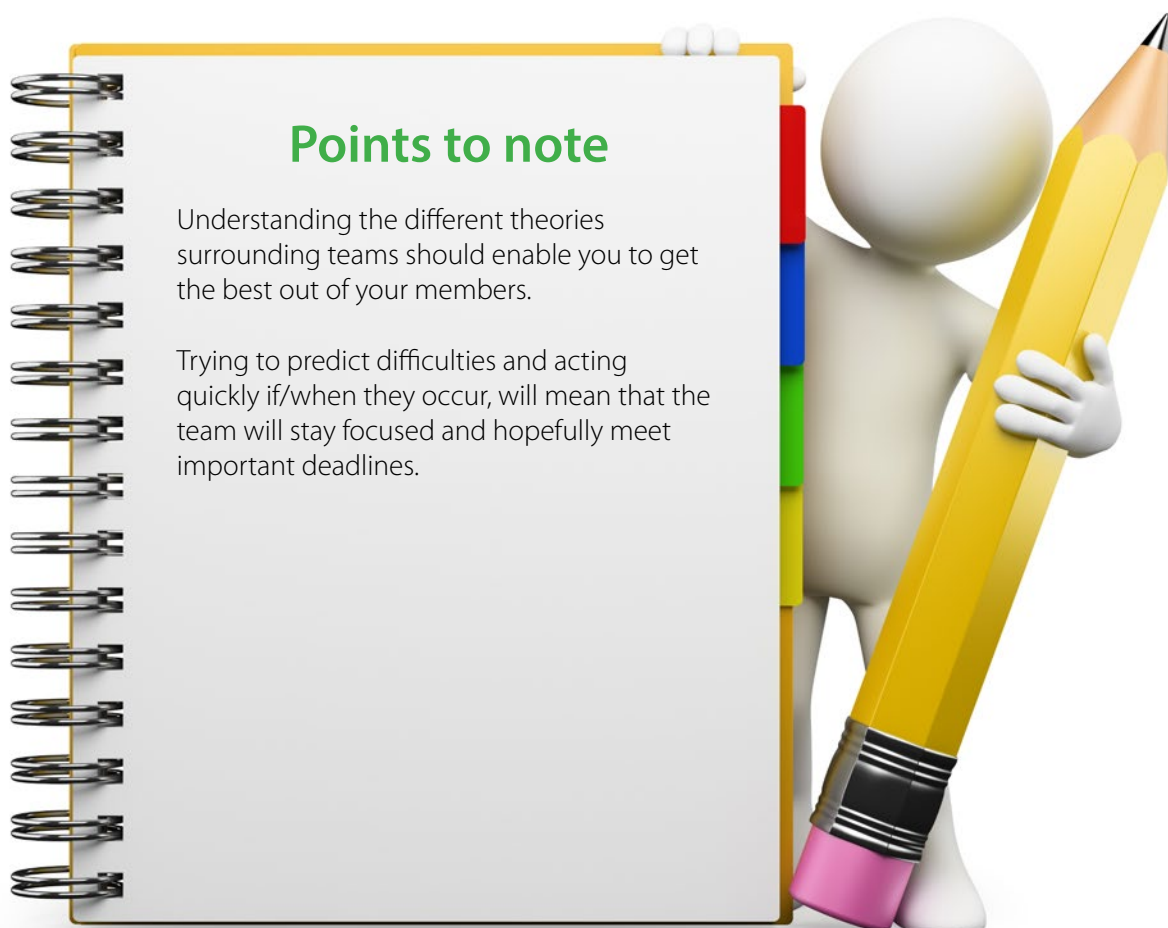 Points to note
Understanding the different theories
surrounding teams should enable you to get
the best out of your members.
Trying to predict difficulties and acting
quickly if/when they occur, will mean that the
team will stay focused and hopefully meet
important deadlines.